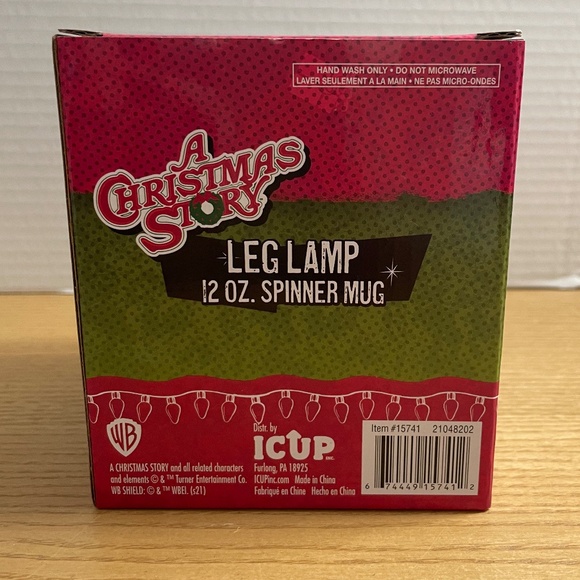 HAND WASH ONLY • DO NOT MICROWAVE
LAVER SEULEMENT A LA MAIN • NE PAS MICRO-ONDES
A
CHRISTMAS
STORY
LEG LAMP
12 OZ. SPINNER MUG
WB
A CHRISTMAS STORY and all related characters
and elements © & ™ Turner Entertainment Co.
WB SHIELD: © & ™ WBEI. (s21)
Distr. by
ICUP INC.
Furlong, PA 18925
ICUPinc.com Made in China
Fabriqué en Chine Hecho en China
Item #15741 21048202
6 74449 15741 2